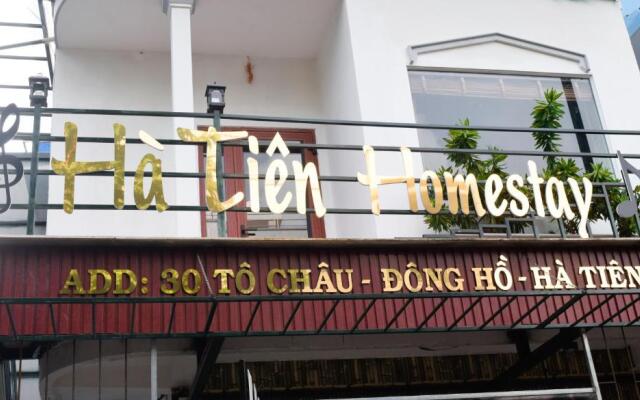 Hà Tiên Homestay
ADD: 30 TÔ CHÂU - ĐÔNG HỒ - HÀ TIÊN